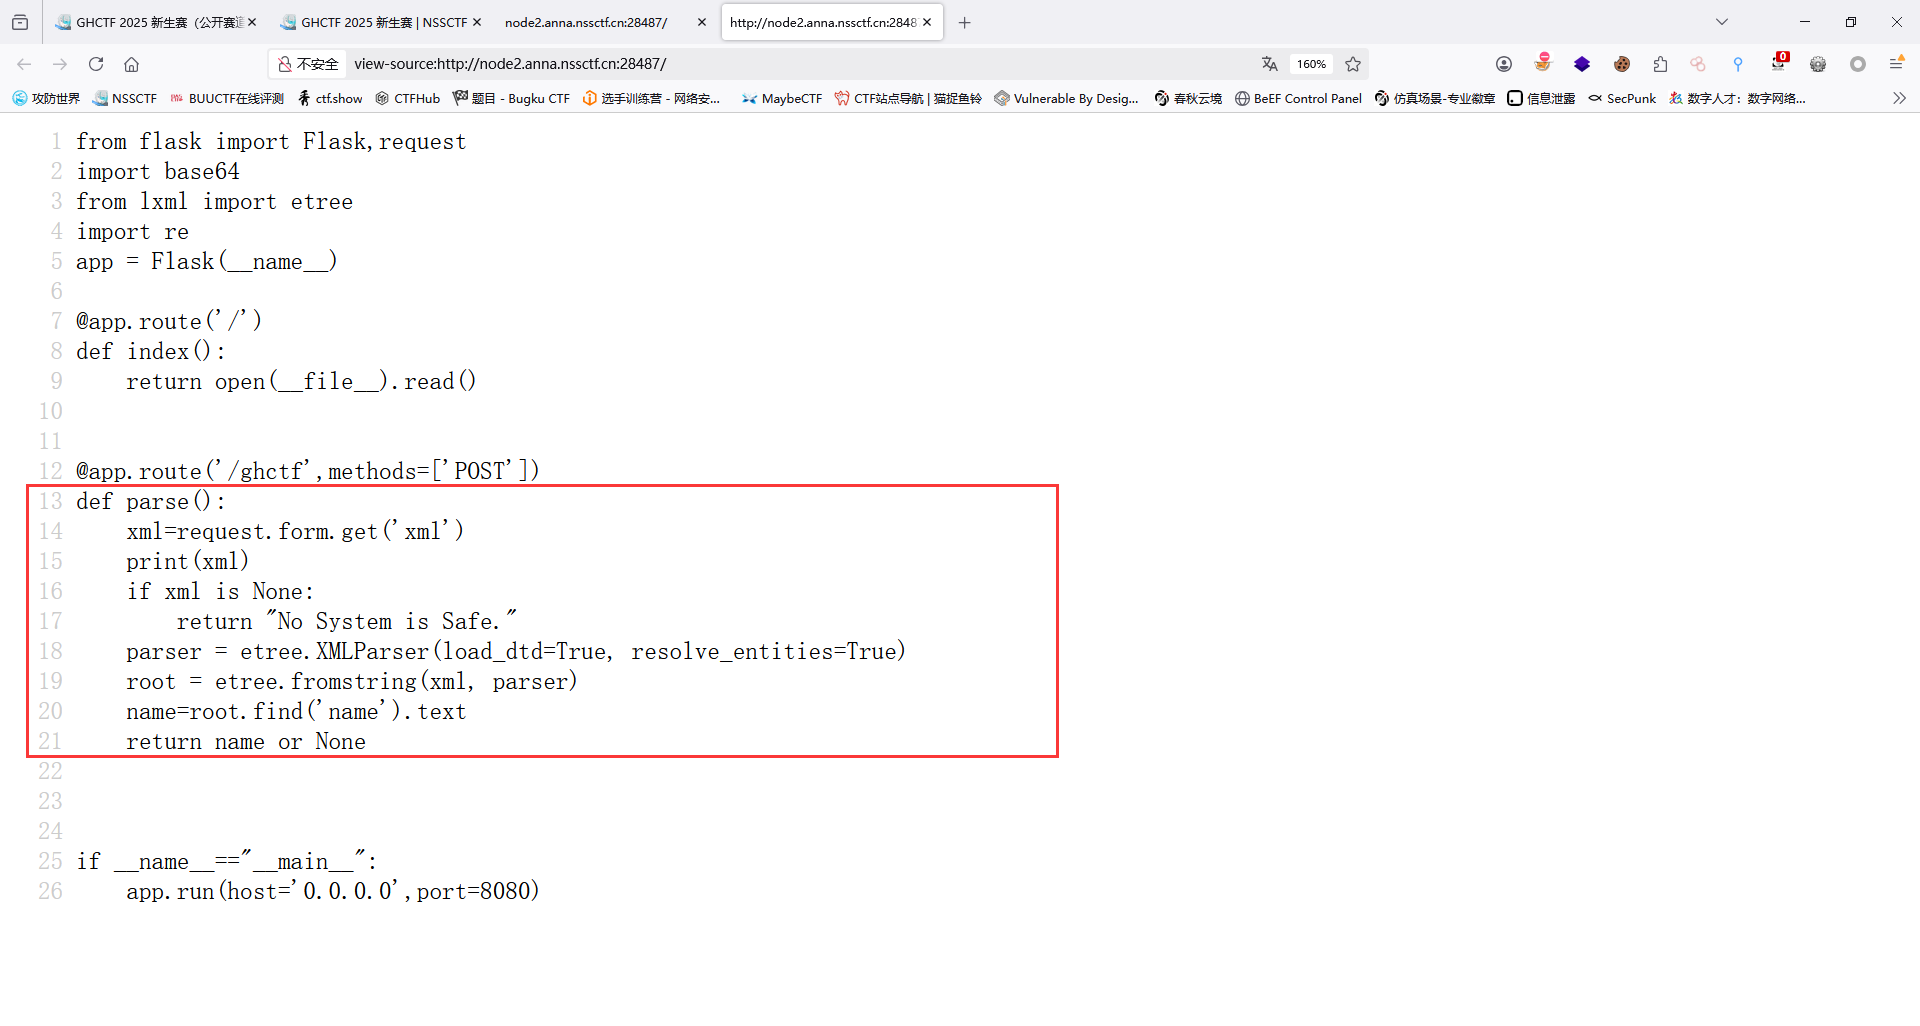 GHCTF 2025 新生赛（公开赛道
GHCTF 2025 新生赛 | NSSCTF
node2.anna.nssctf.cn:28487/
http://node2.anna.nssctf.cn:2848
不安全
view-source:http://node2.anna.nssctf.cn:28487/
160%
0
攻防世界
NSSCTF
BUUCTF在线评测
ctf.show
CTFHub
题目 - Bugku CTF
选手训练营 - 网络安...
MaybeCTF
CTF站点导航 | 猫捉鱼铃
Vulnerable By Desig...
春秋云境
BeEF Control Panel
仿真场景-专业徽章
信息泄露
SecPunk
数字人才：数字网络...
1 from flask import Flask,request
2 import base64
3 from lxml import etree
4 import re
5 app = Flask(__name__)
6
7 @app.route('/')
8 def index():
9     return open(__file__).read()
10
11
12 @app.route('/ghctf',methods=['POST'])
13 def parse():
14     xml=request.form.get('xml')
15     print(xml)
16     if xml is None:
17         return "No System is Safe."
18     parser = etree.XMLParser(load_dtd=True, resolve_entities=True)
19     root = etree.fromstring(xml, parser)
20     name=root.find('name').text
21     return name or None
22
23
24
25 if __name__=="__main__":
26     app.run(host='0.0.0.0',port=8080)